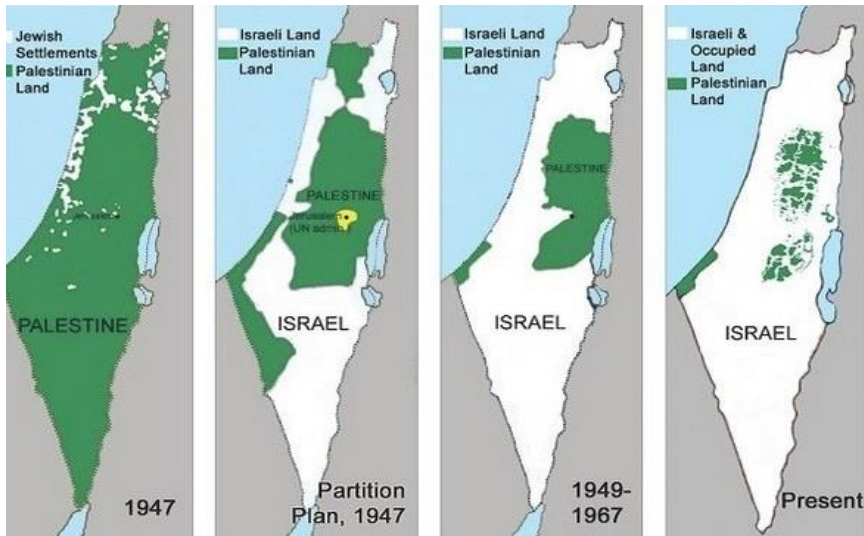 Jewish
Settlements
Palestinian
Land
PALESTINE
1947
Israeli Land
Palestinian
Land
PALESTINE
Jerusalem
(UN admin.)
ISRAEL
Partition
Plan, 1947
Israeli Land
Palestinian
Land
PALESTINE
ISRAEL
1949-
1967
Israeli &
Occupied
Land
Palestinian
Land
ISRAEL
Present